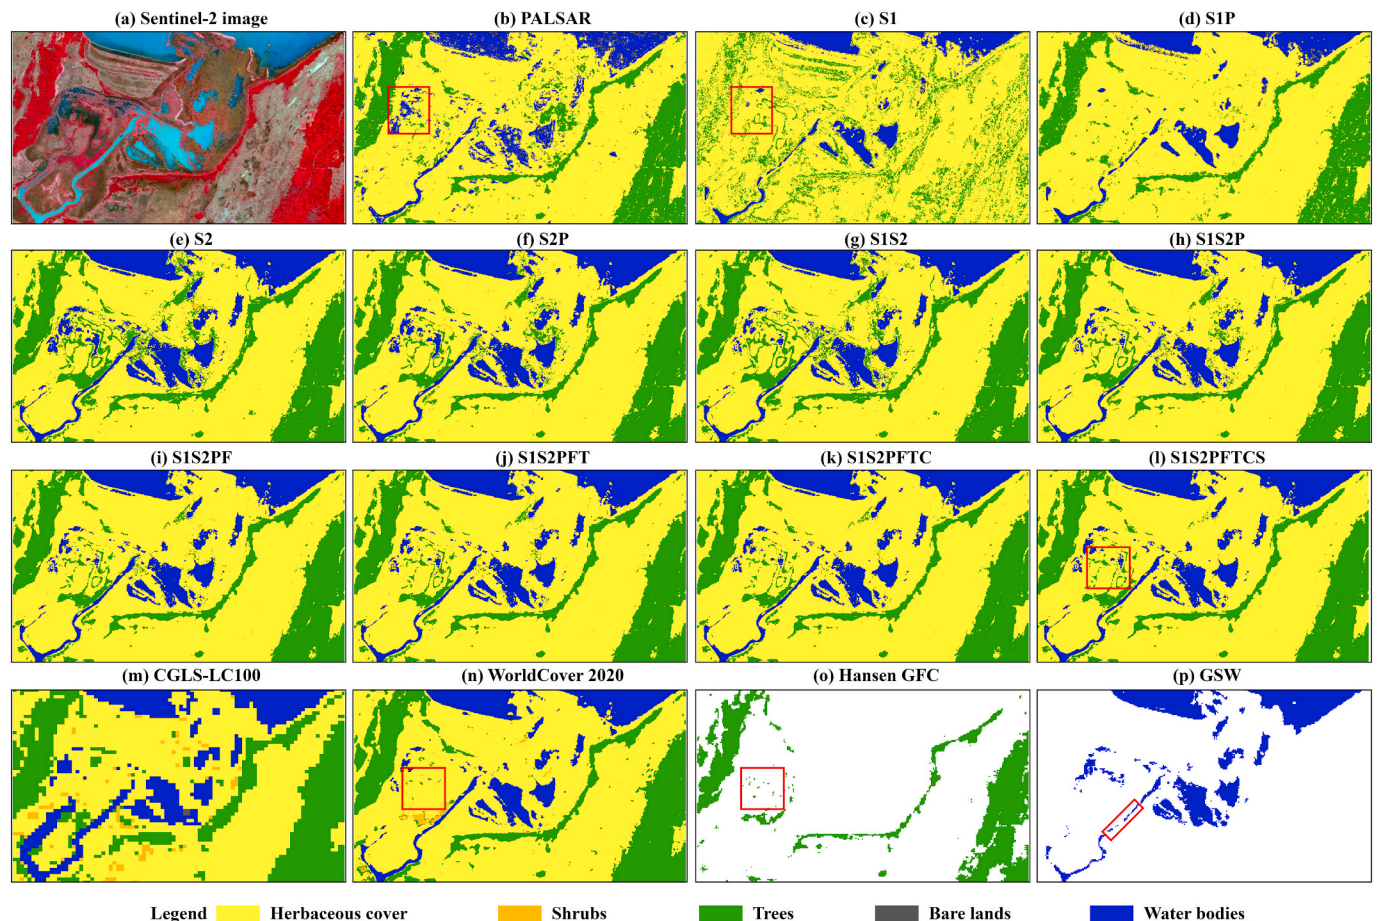 (a) Sentinel-2 image
(b) PALSAR
(c) S1
(d) S1P
(e) S2
(f) S2P
(g) S1S2
(h) S1S2P
(i) S1S2PF
(j) S1S2PFT
(k) S1S2PFTC
(l) S1S2PFTCS
(m) CGLS-LC100
(n) WorldCover 2020
(o) Hansen GFC
(p) GSW
Legend Herbaceous cover Shrubs Trees Bare lands Water bodies